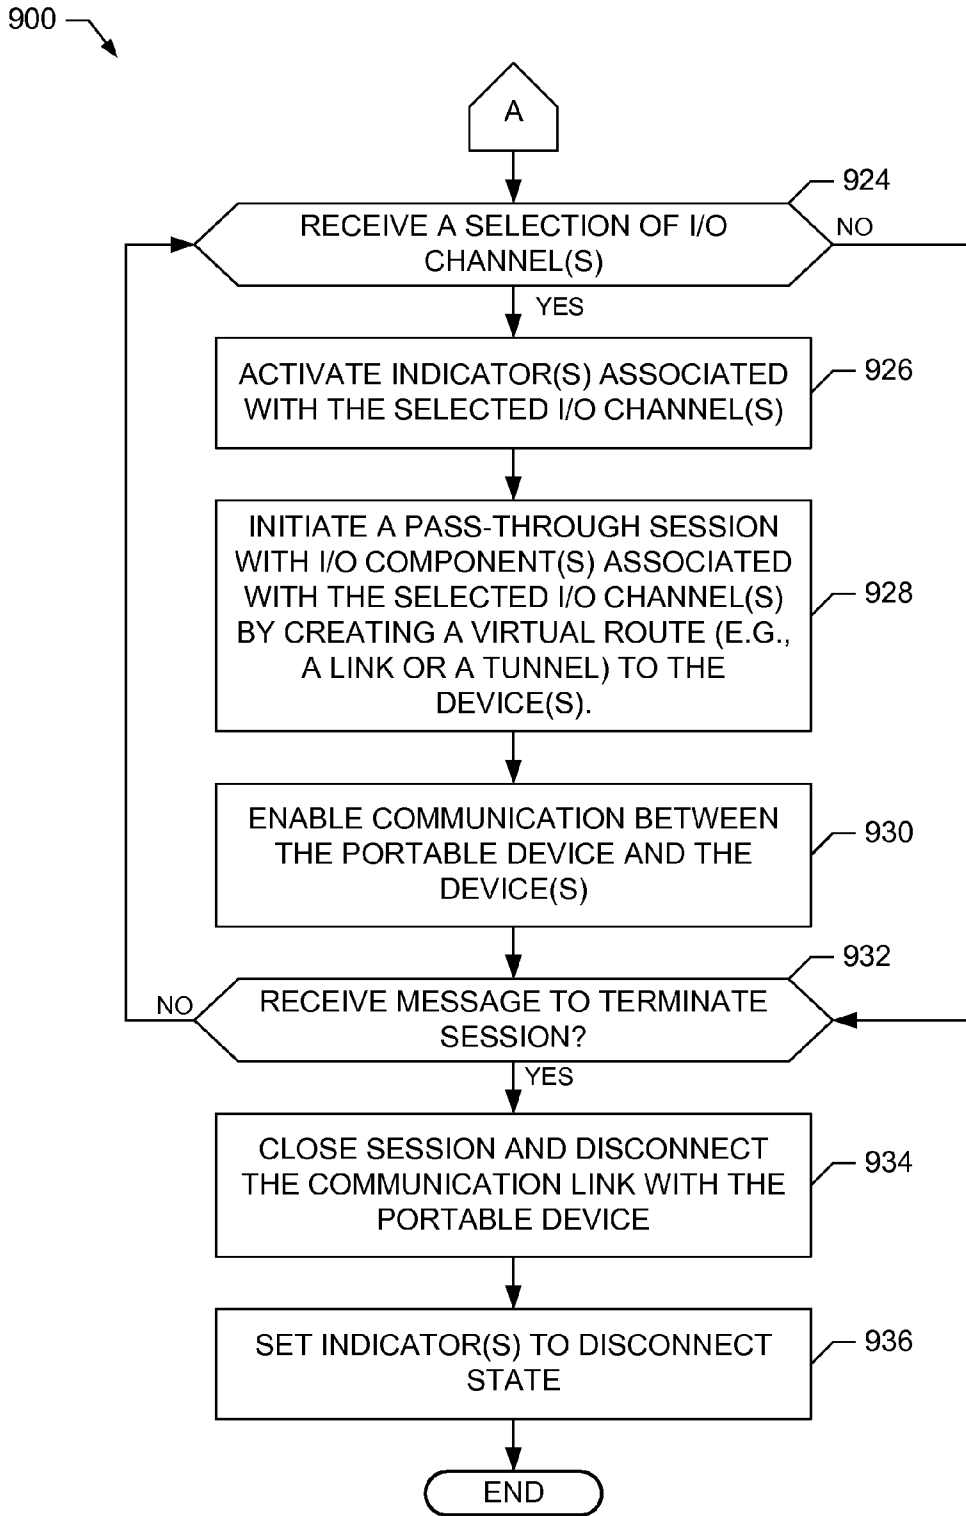 900
A
924
RECEIVE A SELECTION OF I/O
CHANNEL(S)
NO
YES
ACTIVATE INDICATOR(S) ASSOCIATED
WITH THE SELECTED I/O CHANNEL(S)
926
INITIATE A PASS-THROUGH SESSION
WITH I/O COMPONENT(S) ASSOCIATED
WITH THE SELECTED I/O CHANNEL(S)
BY CREATING A VIRTUAL ROUTE (E.G.,
A LINK OR A TUNNEL) TO THE
DEVICE(S).
928
ENABLE COMMUNICATION BETWEEN
THE PORTABLE DEVICE AND THE
DEVICE(S)
930
932
NO
RECEIVE MESSAGE TO TERMINATE
SESSION?
YES
CLOSE SESSION AND DISCONNECT
THE COMMUNICATION LINK WITH THE
PORTABLE DEVICE
934
SET INDICATOR(S) TO DISCONNECT
STATE
936
END